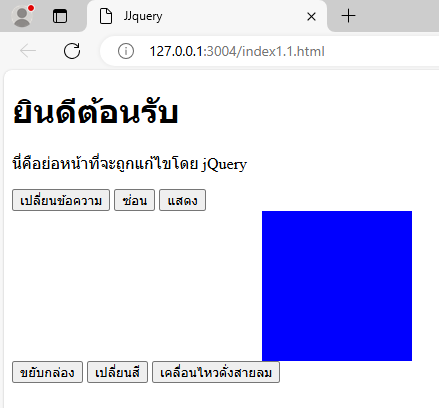 JJquery
127.0.0.1:3004/index1.1.html
ยินดีต้อนรับ
นี่คือย่อหน้าที่จะถูกแก้ไขโดย jQuery
เปลี่ยนข้อความ ซ่อน แสดง
ขยับกล่อง เปลี่ยนสี เคลื่อนไหวดั่งสายลม